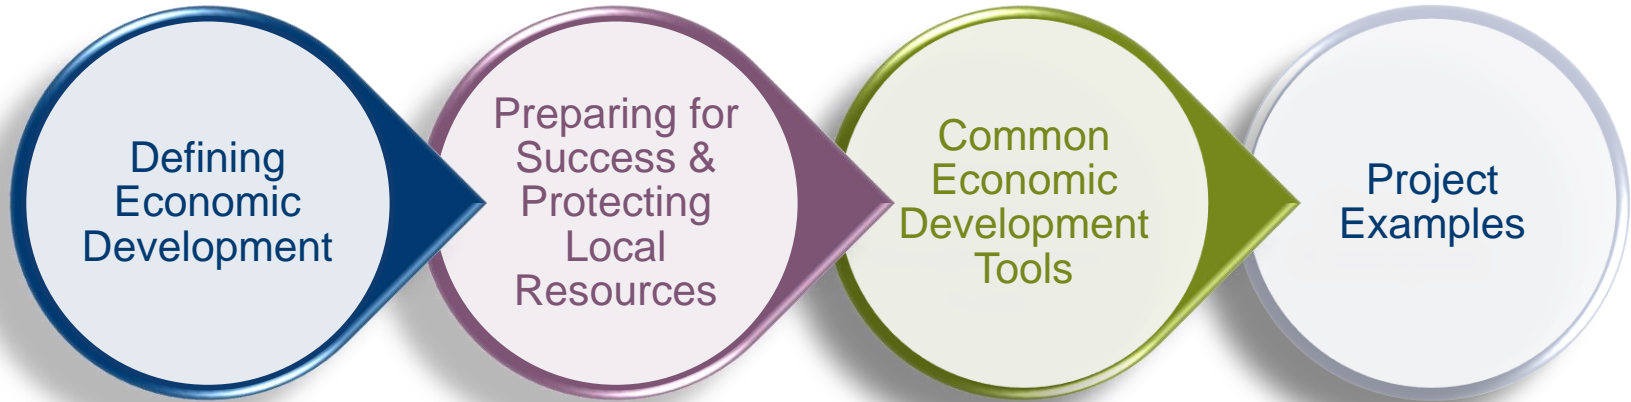 Defining
Economic
Development
Preparing for
Success &
Protecting
Local
Resources
Common
Economic
Development
Tools
Project
Examples